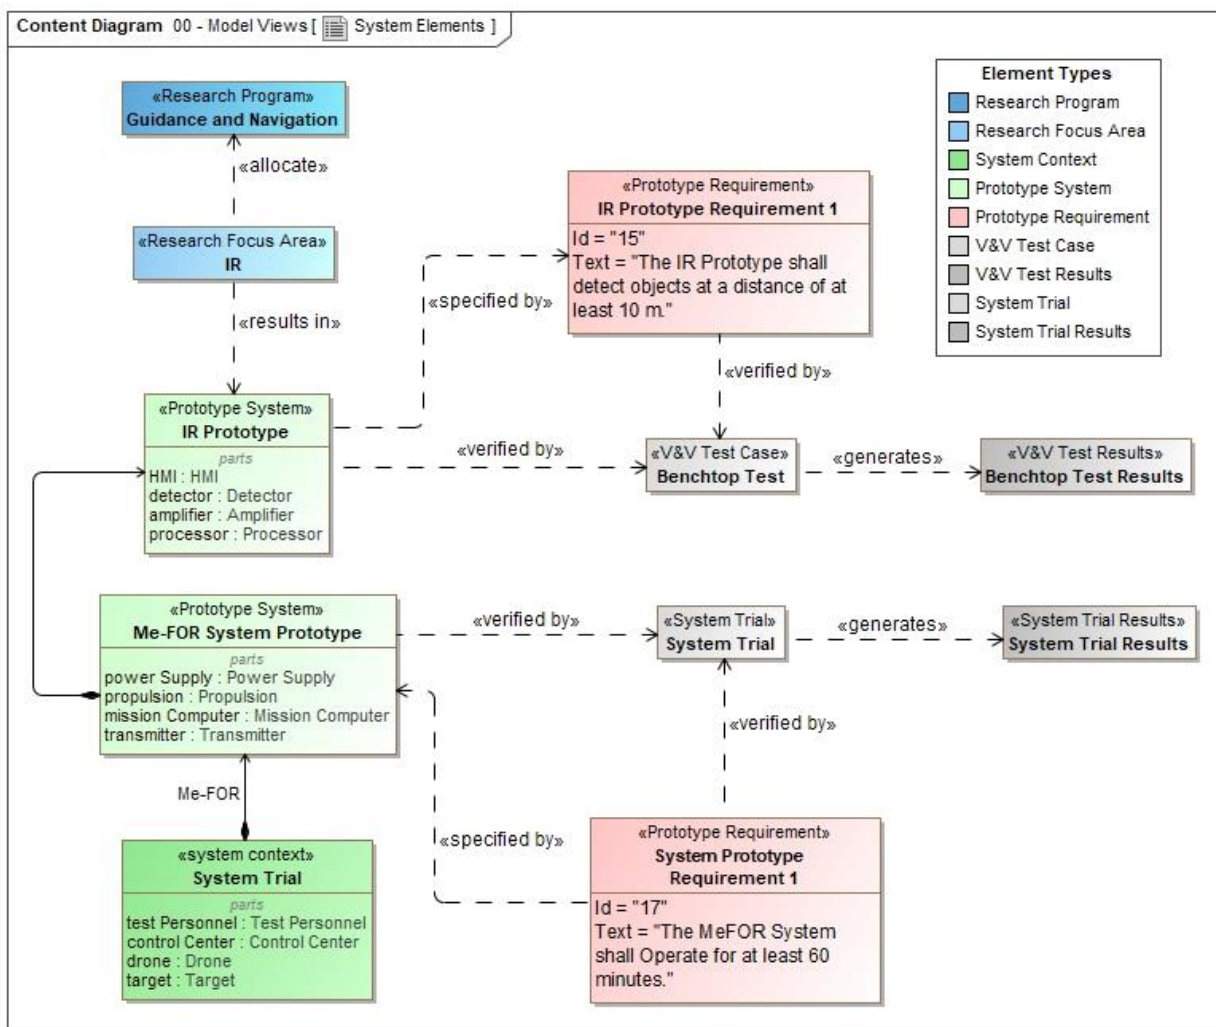 Content Diagram 00 - Model Views [ System Elements ]
«Research Program»
Guidance and Navigation
«allocate»
«Research Focus Area»
IR
«results in»
«Prototype System»
IR Prototype
parts
HMI : HMI
detector : Detector
amplifier : Amplifier
processor : Processor
«specified by»
«Prototype Requirement»
IR Prototype Requirement 1
Id = "15"
Text = "The IR Prototype shall
detect objects at a distance of at
least 10 m."
«verified by»
«verified by»
«V&V Test Case»
Benchtop Test
«generates»
«V&V Test Results»
Benchtop Test Results
Element Types
Research Program
Research Focus Area
System Context
Prototype System
Prototype Requirement
V&V Test Case
V&V Test Results
System Trial
System Trial Results
«Prototype System»
Me-FOR System Prototype
parts
power Supply : Power Supply
propulsion : Propulsion
mission Computer : Mission Computer
transmitter : Transmitter
«verified by»
«System Trial»
System Trial
«generates»
«System Trial Results»
System Trial Results
«verified by»
Me-FOR
«system context»
System Trial
parts
test Personnel : Test Personnel
control Center : Control Center
drone : Drone
target : Target
«specified by»
«Prototype Requirement»
System Prototype
Requirement 1
Id = "17"
Text = "The MeFOR System
shall Operate for at least 60
minutes."